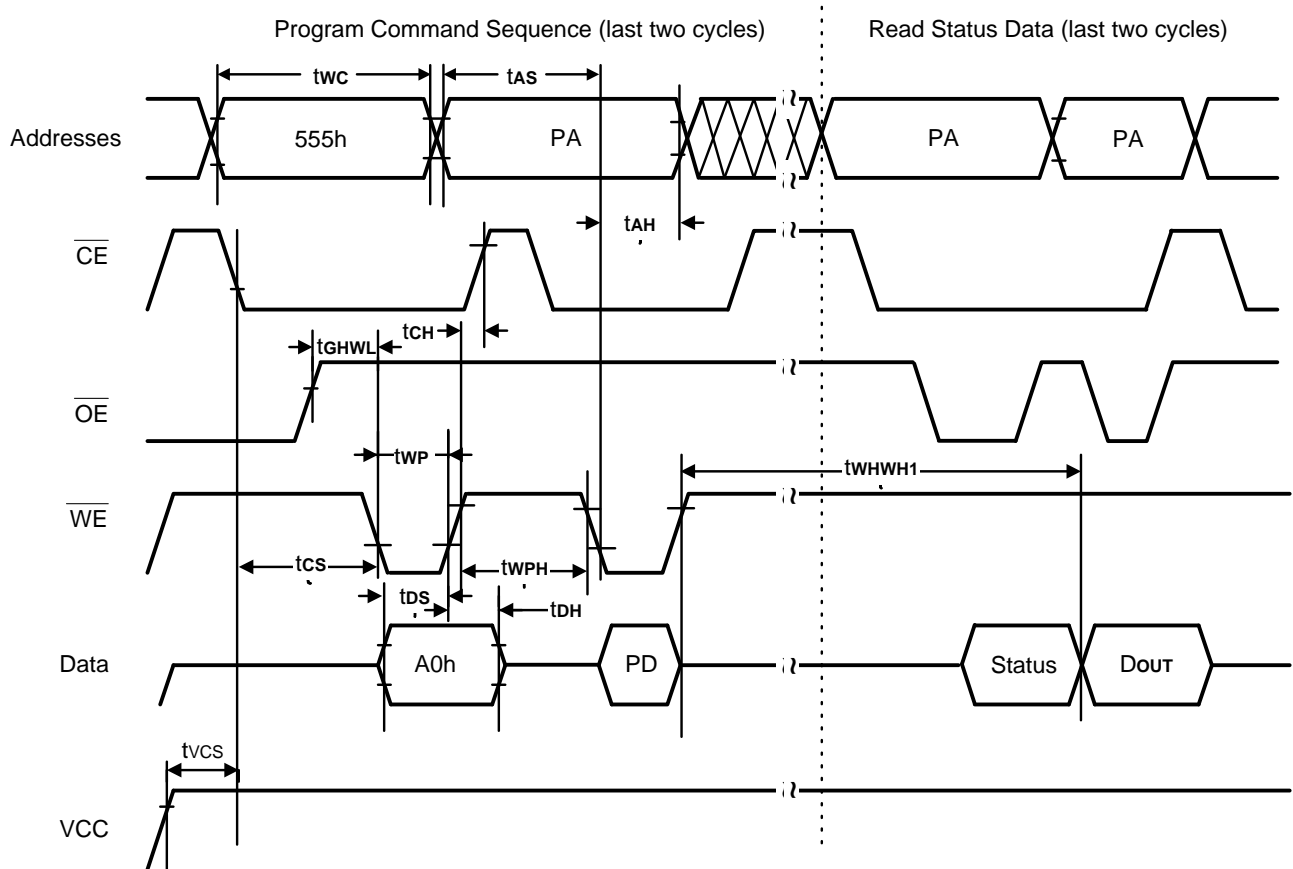 Program Command Sequence (last two cycles)
Read Status Data (last two cycles)
tWC
tAS
Addresses
555h
PA
PA
PA
tAH
CE
tCH
tGHWL
OE
tWP
tWHWH1
WE
tCS
tWPH
tDS
tDH
Data
A0h
PD
Status
DOUT
tVCS
VCC